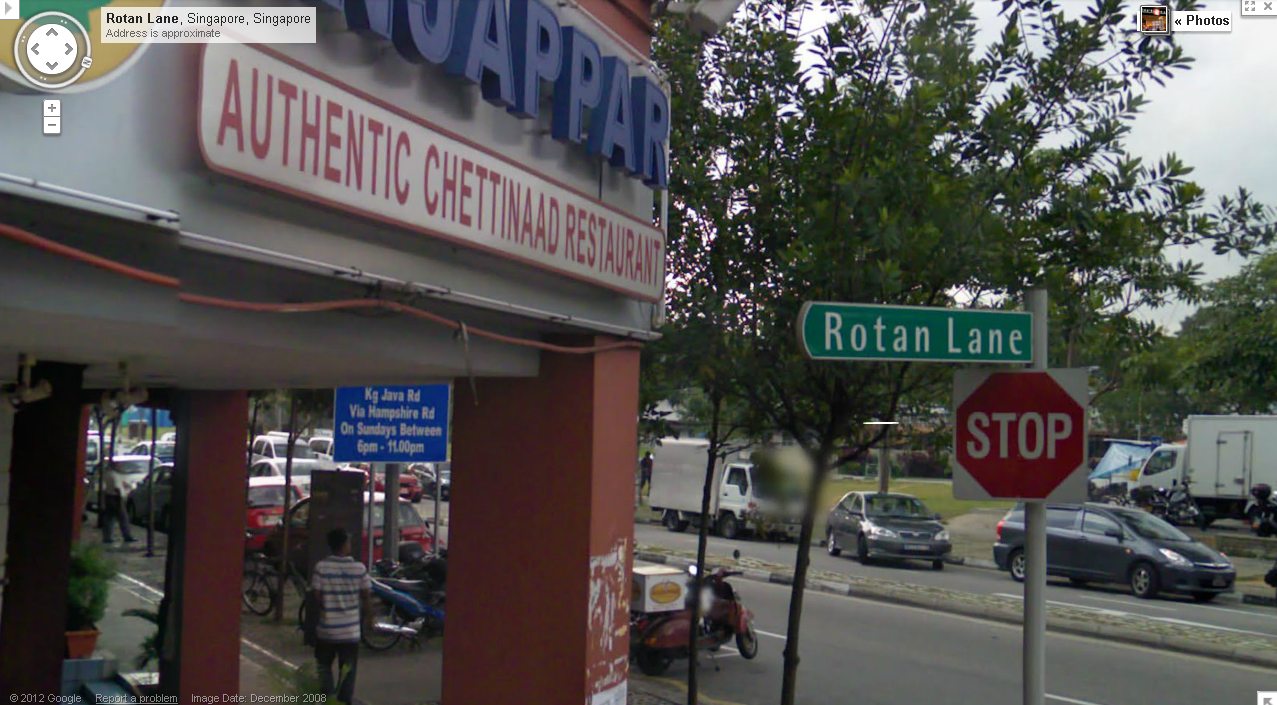 Rotan Lane, Singapore, Singapore
Address is approximate
« Photos
JAPPAR
AUTHENTIC CHETTINAAD RESTAURANT
Rotan Lane
STOP
Kg Java Rd
Via Hampshire Rd
On Sundays Between
6pm - 11.00pm
© 2012 Google Report a problem Image Date: December 2008